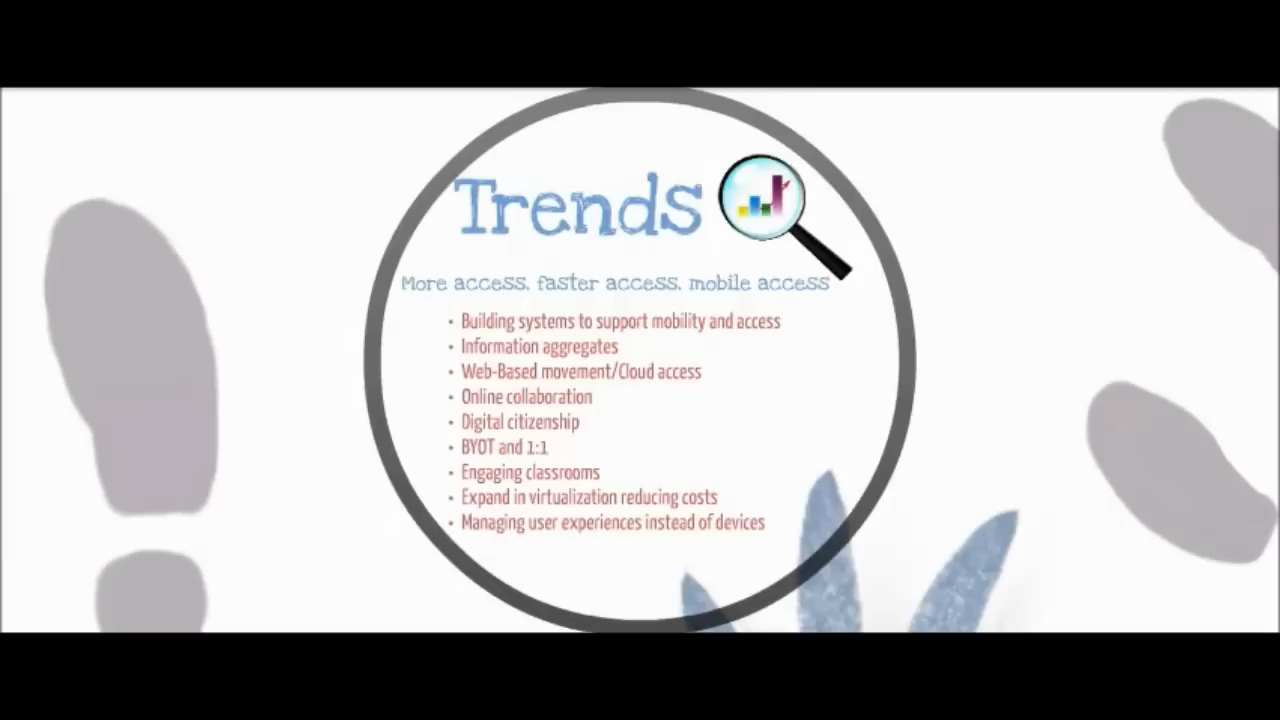 Trends
More access, faster access, mobile access
• Building systems to support mobility and access
• Information aggregates
• Web-Based movement/Cloud access
• Online collaboration
• Digital citizenship
• BYOT and 1:1
• Engaging classrooms
• Expand in virtualization reducing costs
• Managing user experiences instead of devices